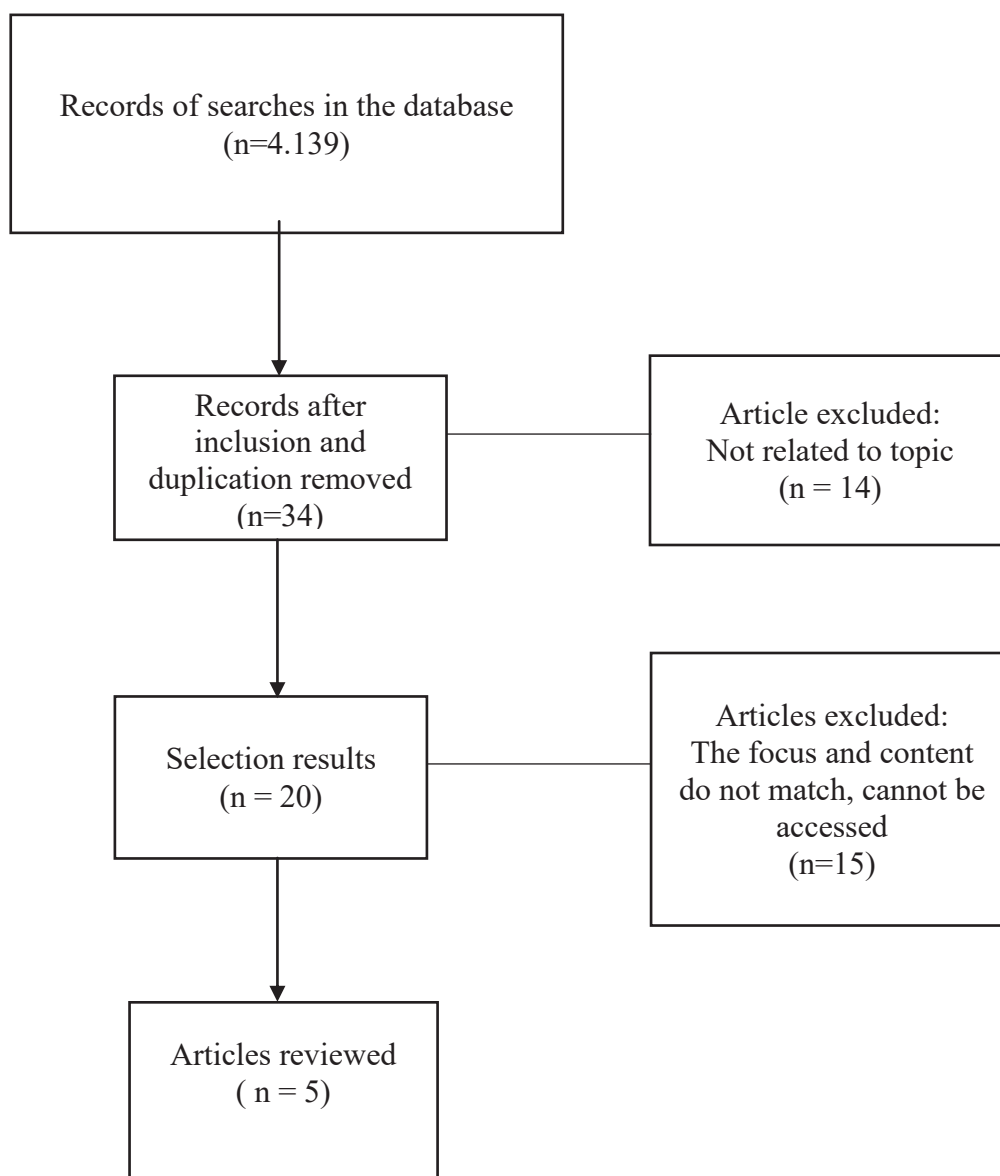 Records of searches in the database
(n=4.139)
Records after
inclusion and
duplication removed
(n=34)
Article excluded:
Not related to topic
(n = 14)
Selection results
(n = 20)
Articles excluded:
The focus and content
do not match, cannot be
accessed
(n=15)
Articles reviewed
( n = 5)